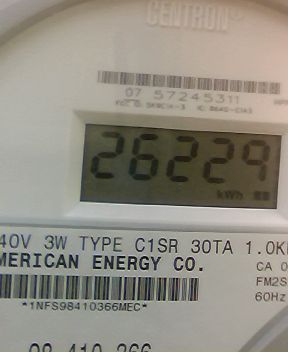 CENTRON®
07 57245311
26229
kWh
40V 3W TYPE C1SR 30TA 1.0K
MERICAN ENERGY CO.
CA 0
FM2S
60Hz
*1NFS98410366MEC*